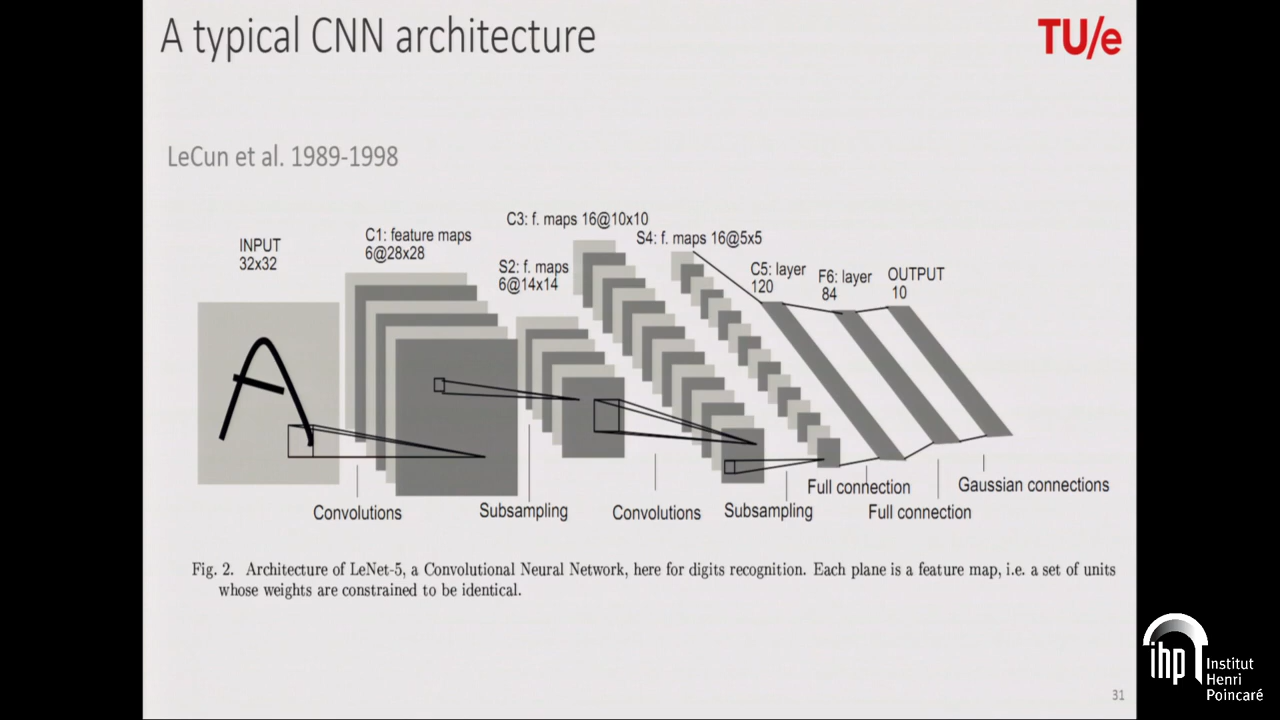 A typical CNN architecture
TU/e
LeCun et al. 1989-1998
INPUT
32x32
C1: feature maps
6@28x28
S2: f. maps
6@14x14
C3: f. maps 16@10x10
S4: f. maps 16@5x5
C5: layer
120
F6: layer
84
OUTPUT
10
A
Convolutions
Subsampling
Convolutions
Subsampling
Full connection
Full connection
Gaussian connections
Fig. 2. Architecture of LeNet-5, a Convolutional Neural Network, here for digits recognition. Each plane is a feature map, i.e. a set of units
whose weights are constrained to be identical.
31
ihp
Institut
Henri
Poincaré